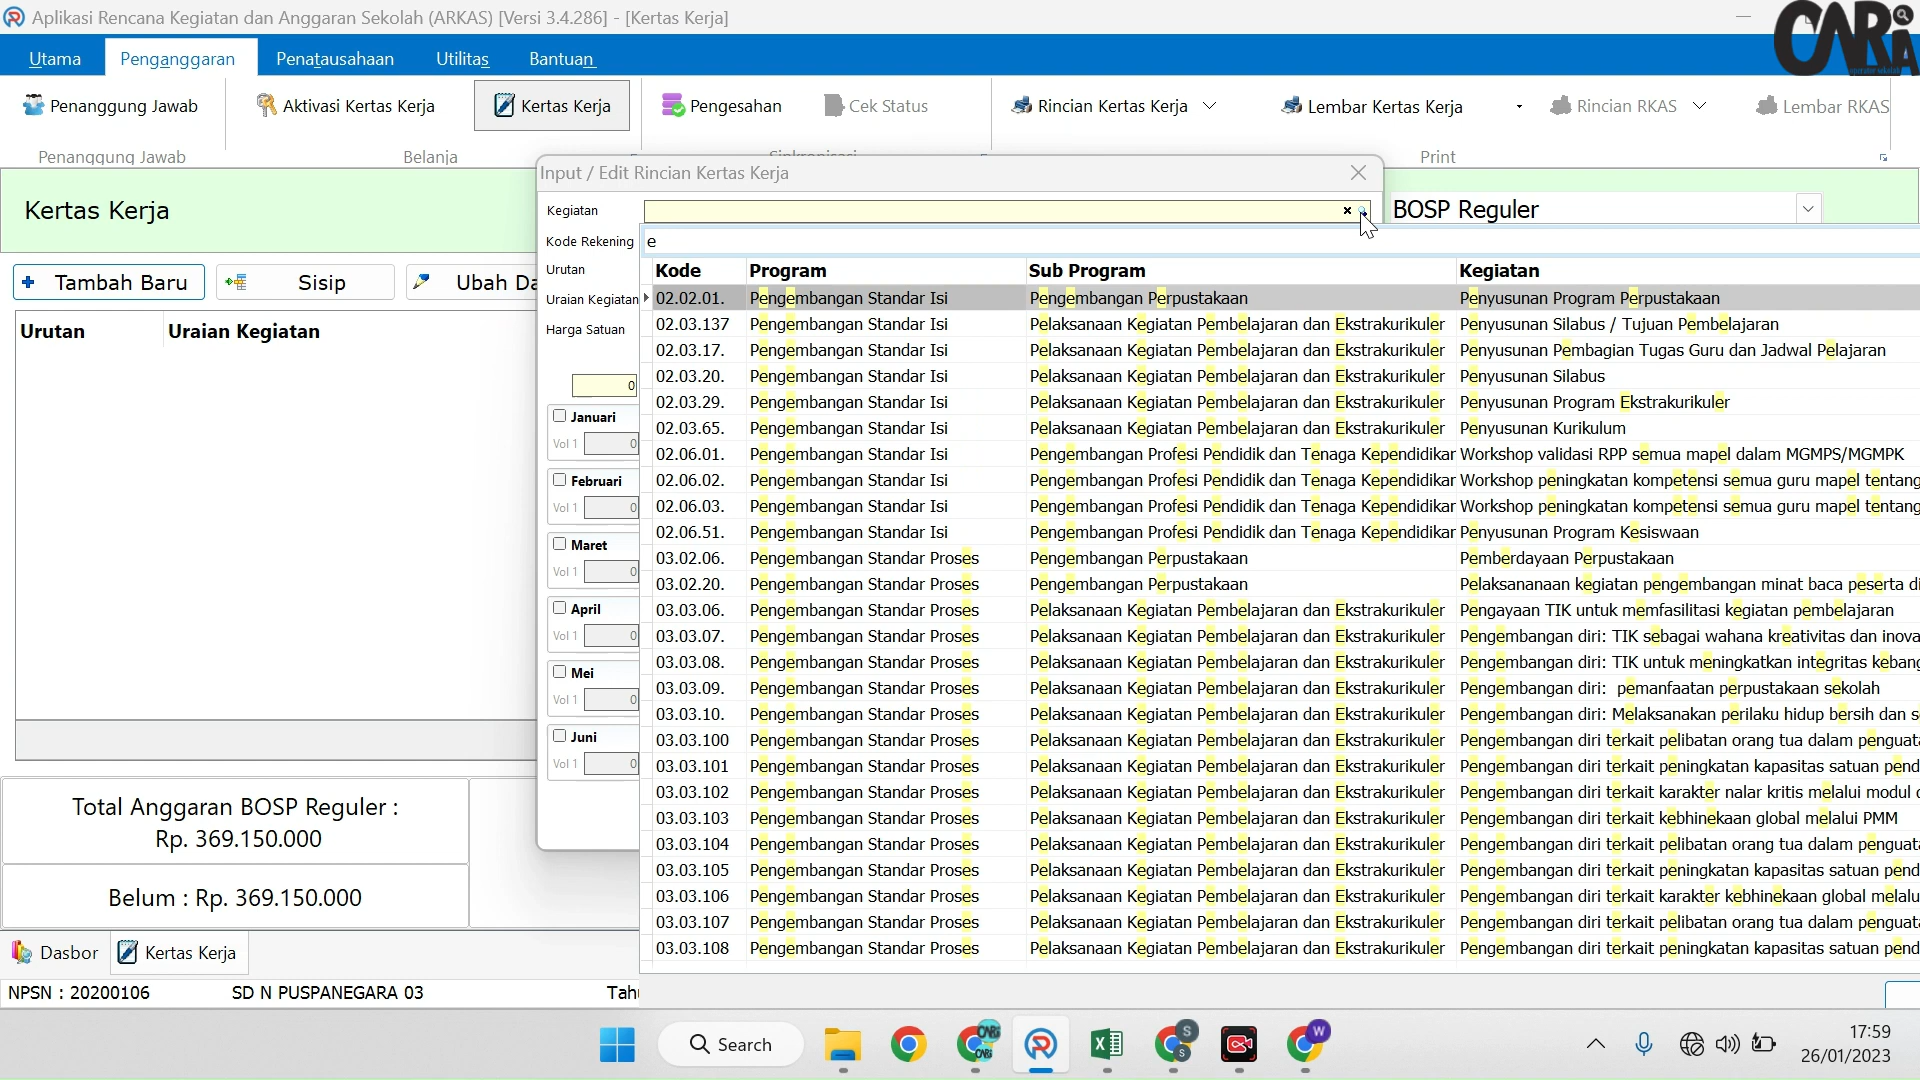 Aplikasi Rencana Kegiatan dan Anggaran Sekolah (ARKAS) [Versi 3.4.286] - [Kertas Kerja]
CARA
Utama Penganggaran Penatausahaan Utilitas Bantuan
Penanggung Jawab Aktivasi Kertas Kerja Kertas Kerja Pengesahan Cek Status Rincian Kertas Kerja Lembar Kertas Kerja Rincian RKAS Lembar RKAS
Penanggung Jawab Belanja Sinkronisasi Print
Input / Edit Rincian Kertas Kerja
Kertas Kerja
Kegiatan
BOSP Reguler
Kode Rekening e
Urutan
Uraian Kegiatan
Harga Satuan
0
Tambah Baru Sisip Ubah Da
Urutan Uraian Kegiatan
Januari
Vol 1 0
Februari
Vol 1 0
Maret
Vol 1 0
April
Vol 1 0
Mei
Vol 1 0
Juni
Vol 1 0
Kode Program Sub Program Kegiatan
02.02.01. Pengembangan Standar Isi Pengembangan Perpustakaan Penyusunan Program Perpustakaan
02.03.137 Pengembangan Standar Isi Pelaksanaan Kegiatan Pembelajaran dan Ekstrakurikuler Penyusunan Silabus / Tujuan Pembelajaran
02.03.17. Pengembangan Standar Isi Pelaksanaan Kegiatan Pembelajaran dan Ekstrakurikuler Penyusunan Pembagian Tugas Guru dan Jadwal Pelajaran
02.03.20. Pengembangan Standar Isi Pelaksanaan Kegiatan Pembelajaran dan Ekstrakurikuler Penyusunan Silabus
02.03.29. Pengembangan Standar Isi Pelaksanaan Kegiatan Pembelajaran dan Ekstrakurikuler Penyusunan Program Ekstrakurikuler
02.03.65. Pengembangan Standar Isi Pelaksanaan Kegiatan Pembelajaran dan Ekstrakurikuler Penyusunan Kurikulum
02.06.01. Pengembangan Standar Isi Pengembangan Profesi Pendidik dan Tenaga Kependidikan Workshop validasi RPP semua mapel dalam MGMPS/MGMPK
02.06.02. Pengembangan Standar Isi Pengembangan Profesi Pendidik dan Tenaga Kependidikan Workshop peningkatan kompetensi semua guru mapel tentang
02.06.03. Pengembangan Standar Isi Pengembangan Profesi Pendidik dan Tenaga Kependidikan Workshop peningkatan kompetensi semua guru mapel tentang
02.06.51. Pengembangan Standar Isi Pengembangan Profesi Pendidik dan Tenaga Kependidikan Penyusunan Program Kesiswaan
03.02.06. Pengembangan Standar Proses Pengembangan Perpustakaan Pemberdayaan Perpustakaan
03.02.20. Pengembangan Standar Proses Pengembangan Perpustakaan Pelaksananaan kegiatan pengembangan minat baca peserta di
03.03.06. Pengembangan Standar Proses Pelaksanaan Kegiatan Pembelajaran dan Ekstrakurikuler Pengayaan TIK untuk memfasilitasi kegiatan pembelajaran
03.03.07. Pengembangan Standar Proses Pelaksanaan Kegiatan Pembelajaran dan Ekstrakurikuler Pengembangan diri: TIK sebagai wahana kreativitas dan inova
03.03.08. Pengembangan Standar Proses Pelaksanaan Kegiatan Pembelajaran dan Ekstrakurikuler Pengembangan diri: TIK untuk meningkatkan integritas kebang
03.03.09. Pengembangan Standar Proses Pelaksanaan Kegiatan Pembelajaran dan Ekstrakurikuler Pengembangan diri: pemanfaatan perpustakaan sekolah
03.03.10. Pengembangan Standar Proses Pelaksanaan Kegiatan Pembelajaran dan Ekstrakurikuler Pengembangan diri: Melaksanakan perilaku hidup bersih dan s
03.03.100 Pengembangan Standar Proses Pelaksanaan Kegiatan Pembelajaran dan Ekstrakurikuler Pengembangan diri terkait pelibatan orang tua dalam penguat
03.03.101 Pengembangan Standar Proses Pelaksanaan Kegiatan Pembelajaran dan Ekstrakurikuler Pengembangan diri terkait peningkatan kapasitas satuan pend
03.03.102 Pengembangan Standar Proses Pelaksanaan Kegiatan Pembelajaran dan Ekstrakurikuler Pengembangan diri terkait karakter nalar kritis melalui modul
03.03.103 Pengembangan Standar Proses Pelaksanaan Kegiatan Pembelajaran dan Ekstrakurikuler Pengembangan diri terkait kebhinekaan global melalui PMM
03.03.104 Pengembangan Standar Proses Pelaksanaan Kegiatan Pembelajaran dan Ekstrakurikuler Pengembangan diri terkait pelibatan orang tua dalam penguat
03.03.105 Pengembangan Standar Proses Pelaksanaan Kegiatan Pembelajaran dan Ekstrakurikuler Pengembangan diri terkait peningkatan kapasitas satuan pend
03.03.106 Pengembangan Standar Proses Pelaksanaan Kegiatan Pembelajaran dan Ekstrakurikuler Pengembangan diri terkait karakter kebhinekaan global melalu
03.03.107 Pengembangan Standar Proses Pelaksanaan Kegiatan Pembelajaran dan Ekstrakurikuler Pengembangan diri terkait pelibatan orang tua dalam penguat
03.03.108 Pengembangan Standar Proses Pelaksanaan Kegiatan Pembelajaran dan Ekstrakurikuler Pengembangan diri terkait peningkatan kapasitas satuan pend
Total Anggaran BOSP Reguler :
Rp. 369.150.000
Belum : Rp. 369.150.000
Dasbor Kertas Kerja
NPSN : 20200106 SD N PUSPANEGARA 03 Tahu
Search
17:59
26/01/2023